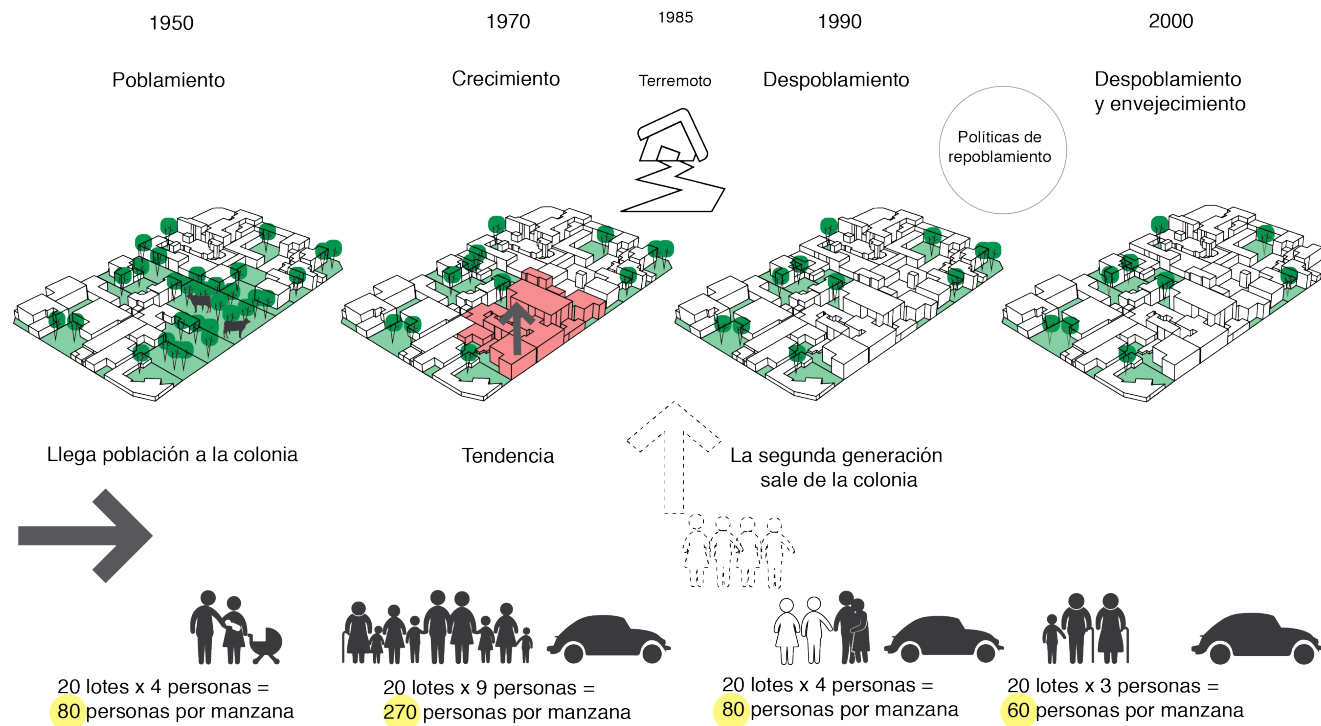 1950
1970
1985
1990
2000
Poblamiento
Crecimiento
Terremoto
Despoblamiento
Despoblamiento
y envejecimiento
Políticas de
repoblamiento
Llega población a la colonia
Tendencia
La segunda generación
sale de la colonia
20 lotes x 4 personas =
80 personas por manzana
20 lotes x 9 personas =
270 personas por manzana
20 lotes x 4 personas =
80 personas por manzana
20 lotes x 3 personas =
60 personas por manzana